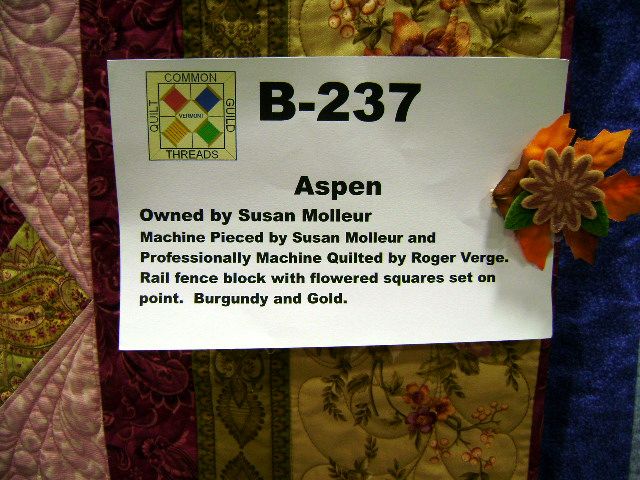 COMMON
QUILT
VERMONT
GUILD
THREADS
B-237
Aspen
Owned by Susan Molleur
Machine Pieced by Susan Molleur and
Professionally Machine Quilted by Roger Verge.
Rail fence block with flowered squares set on
point.  Burgundy and Gold.